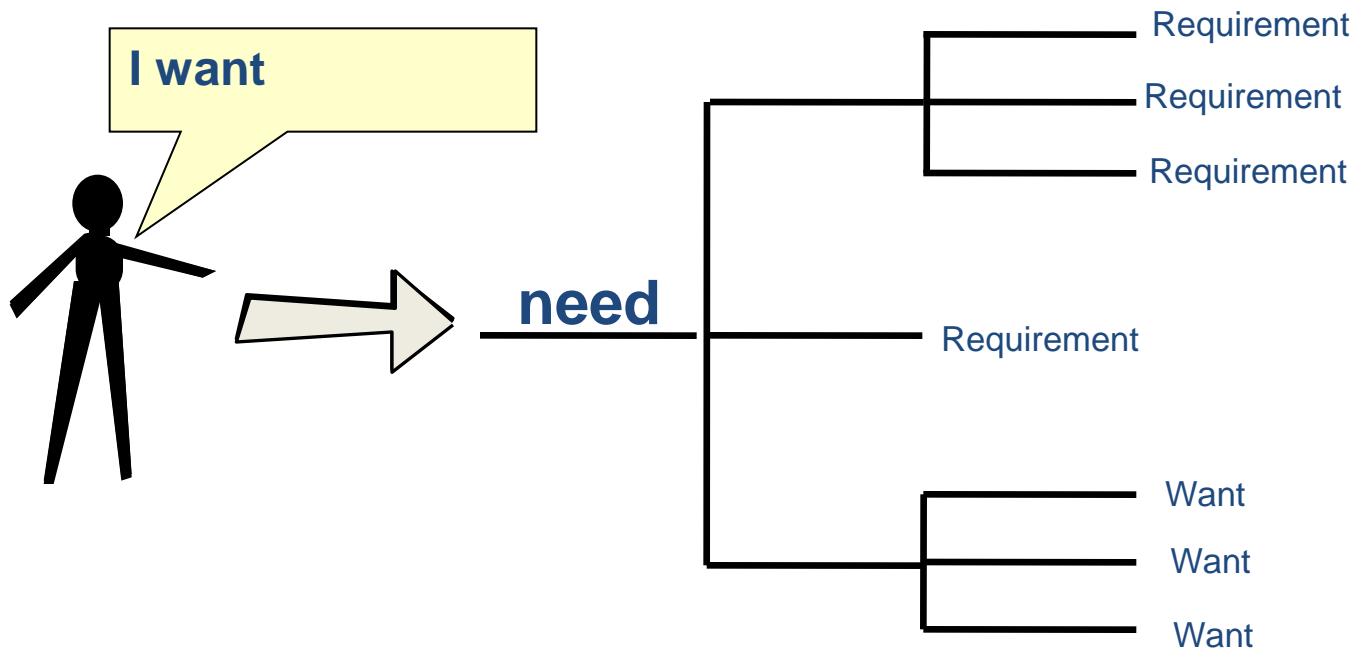 I want
need
Requirement
Requirement
Requirement
Requirement
Want
Want
Want